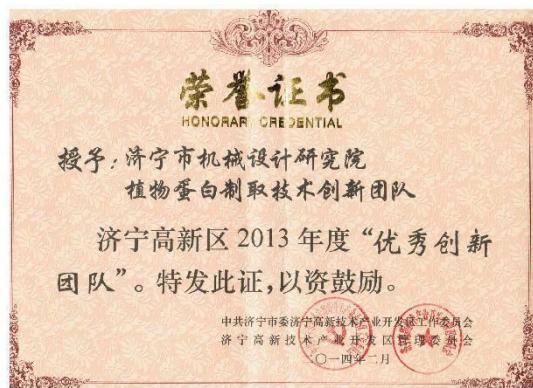 荣誉证书
HONORARY CREDENTIAL
授予：济宁市机械设计研究院
植物蛋白制取技术创新团队
济宁高新区2013年度“优秀创新
团队”。特发此证，以资鼓励。
中共济宁市委济宁高新技术产业开发区工作委员会
济宁高新技术产业开发区管理委员会
二〇一四年二月